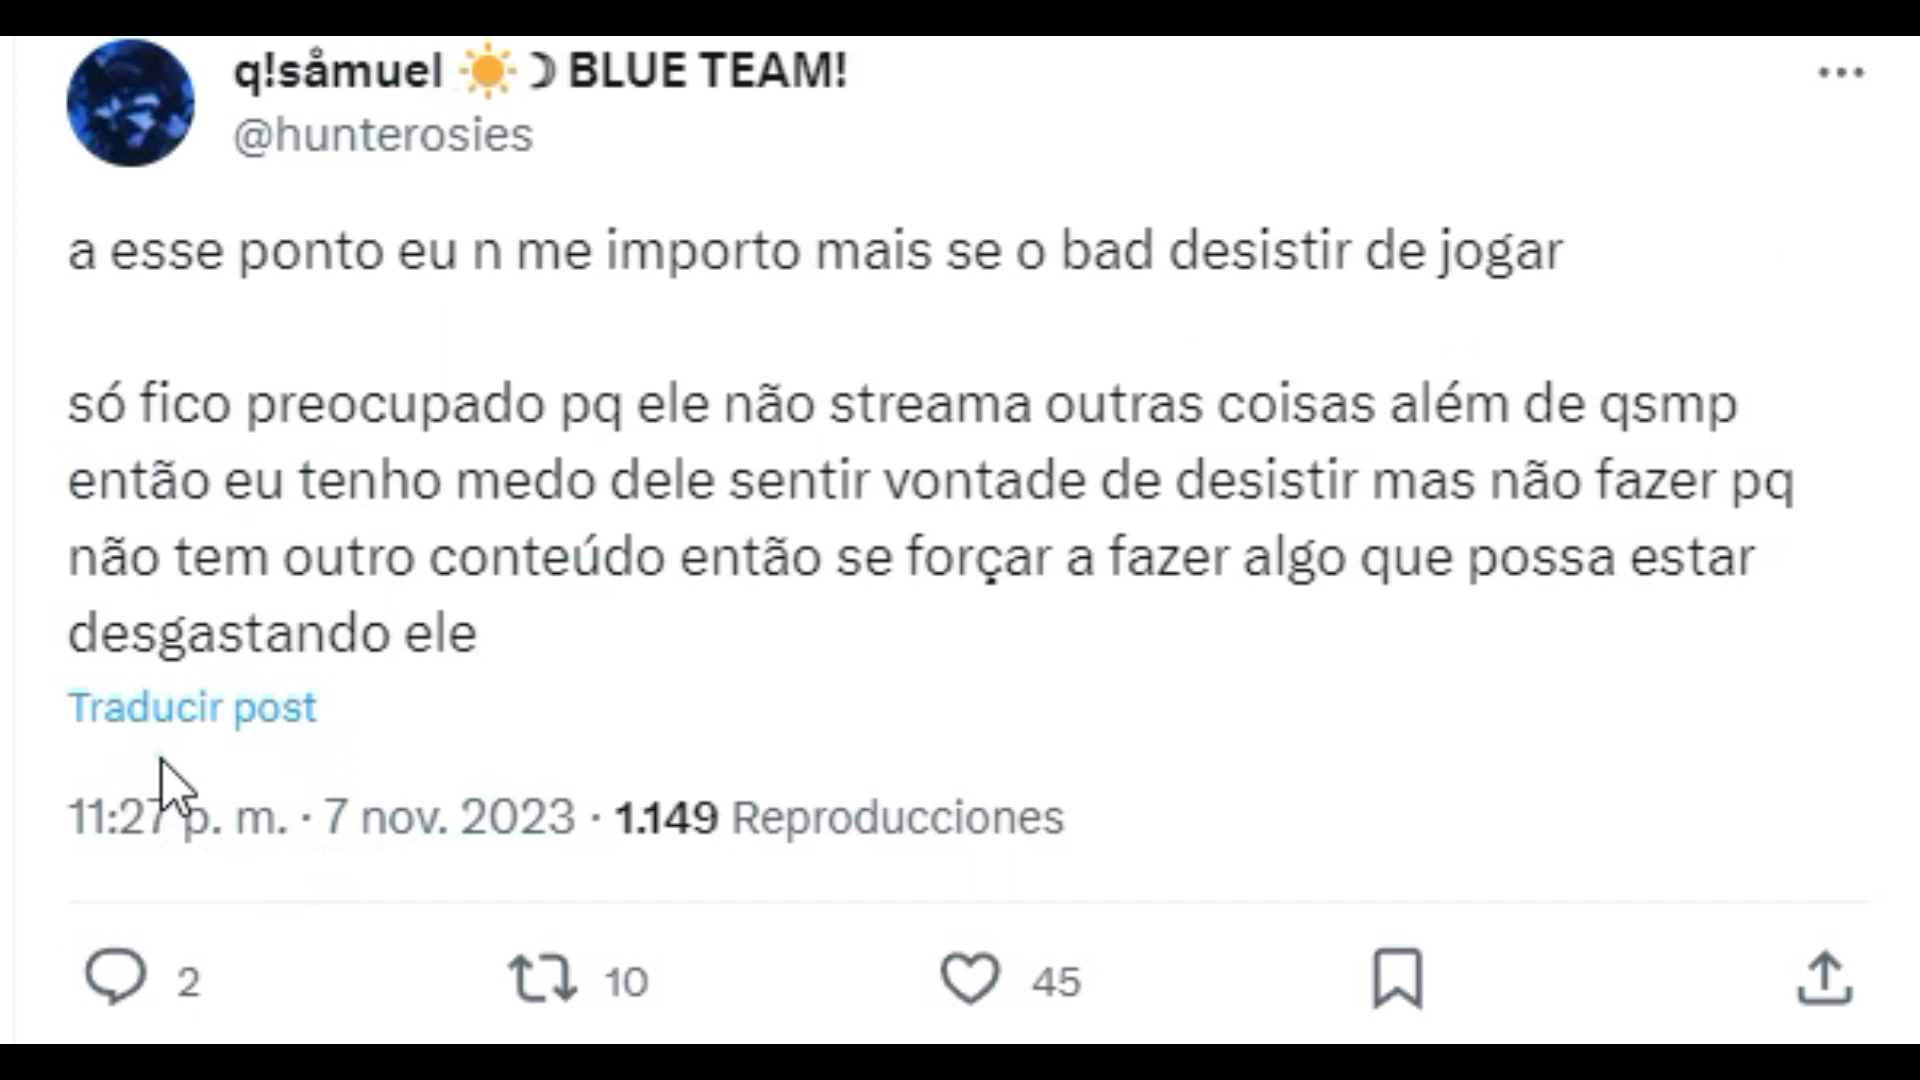 q!såmuel ☀️☽ BLUE TEAM!
@hunterosies
a esse ponto eu n me importo mais se o bad desistir de jogar
só fico preocupado pq ele não streama outras coisas além de qsmp
então eu tenho medo dele sentir vontade de desistir mas não fazer pq
não tem outro conteúdo então se forçar a fazer algo que possa estar
desgastando ele
Traducir post
11:27 p. m. · 7 nov. 2023 · 1.149 Reproducciones
2 10 45